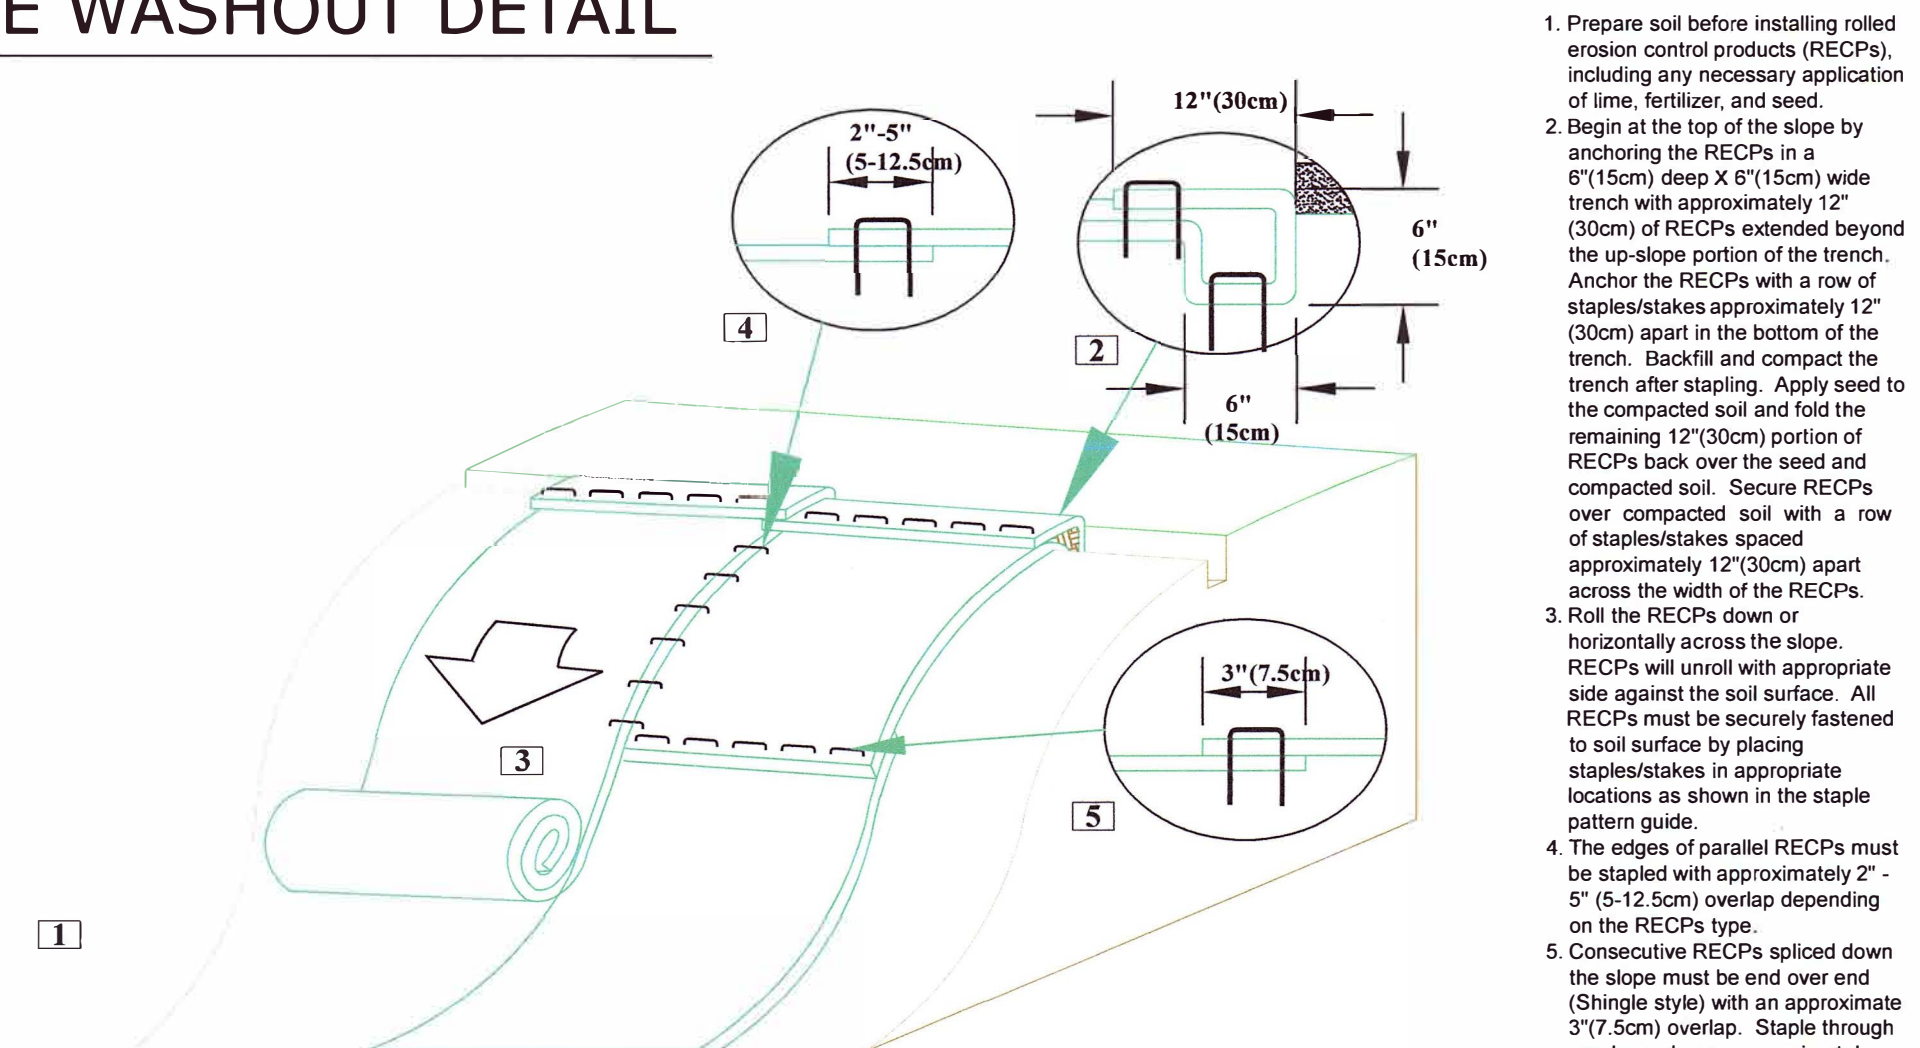 E WASHOUT DETAIL
2"-5"
(5-12.5cm)
4
12"(30cm)
6"
(15cm)
2
6"
(15cm)
3
3"(7.5cm)
5
1
1. Prepare soil before installing rolled
erosion control products (RECPs),
including any necessary application
of lime, fertilizer, and seed.
2. Begin at the top of the slope by
anchoring the RECPs in a
6"(15cm) deep X 6"(15cm) wide
trench with approximately 12"
(30cm) of RECPs extended beyond
the up-slope portion of the trench.
Anchor the RECPs with a row of
staples/stakes approximately 12"
(30cm) apart in the bottom of the
trench. Backfill and compact the
trench after stapling. Apply seed to
the compacted soil and fold the
remaining 12"(30cm) portion of
RECPs back over the seed and
compacted soil. Secure RECPs
over compacted soil with a row
of staples/stakes spaced
approximately 12"(30cm) apart
across the width of the RECPs.
3. Roll the RECPs down or
horizontally across the slope.
RECPs will unroll with appropriate
side against the soil surface. All
RECPs must be securely fastened
to soil surface by placing
staples/stakes in appropriate
locations as shown in the staple
pattern guide.
4. The edges of parallel RECPs must
be stapled with approximately 2" -
5" (5-12.5cm) overlap depending
on the RECPs type.
5. Consecutive RECPs spliced down
the slope must be end over end
(Shingle style) with an approximate
3"(7.5cm) overlap. Staple through